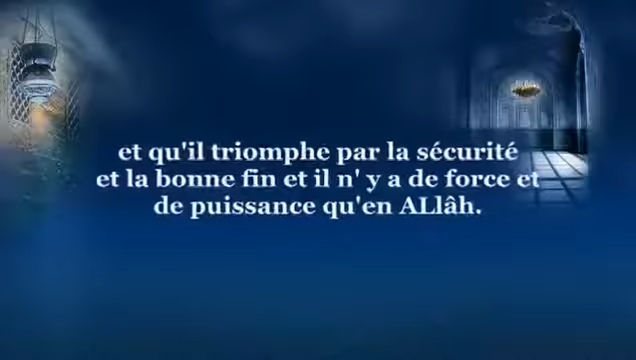 et qu'il triomphe par la sécurité
et la bonne fin et il n' y a de force et
de puissance qu'en ALlâh.